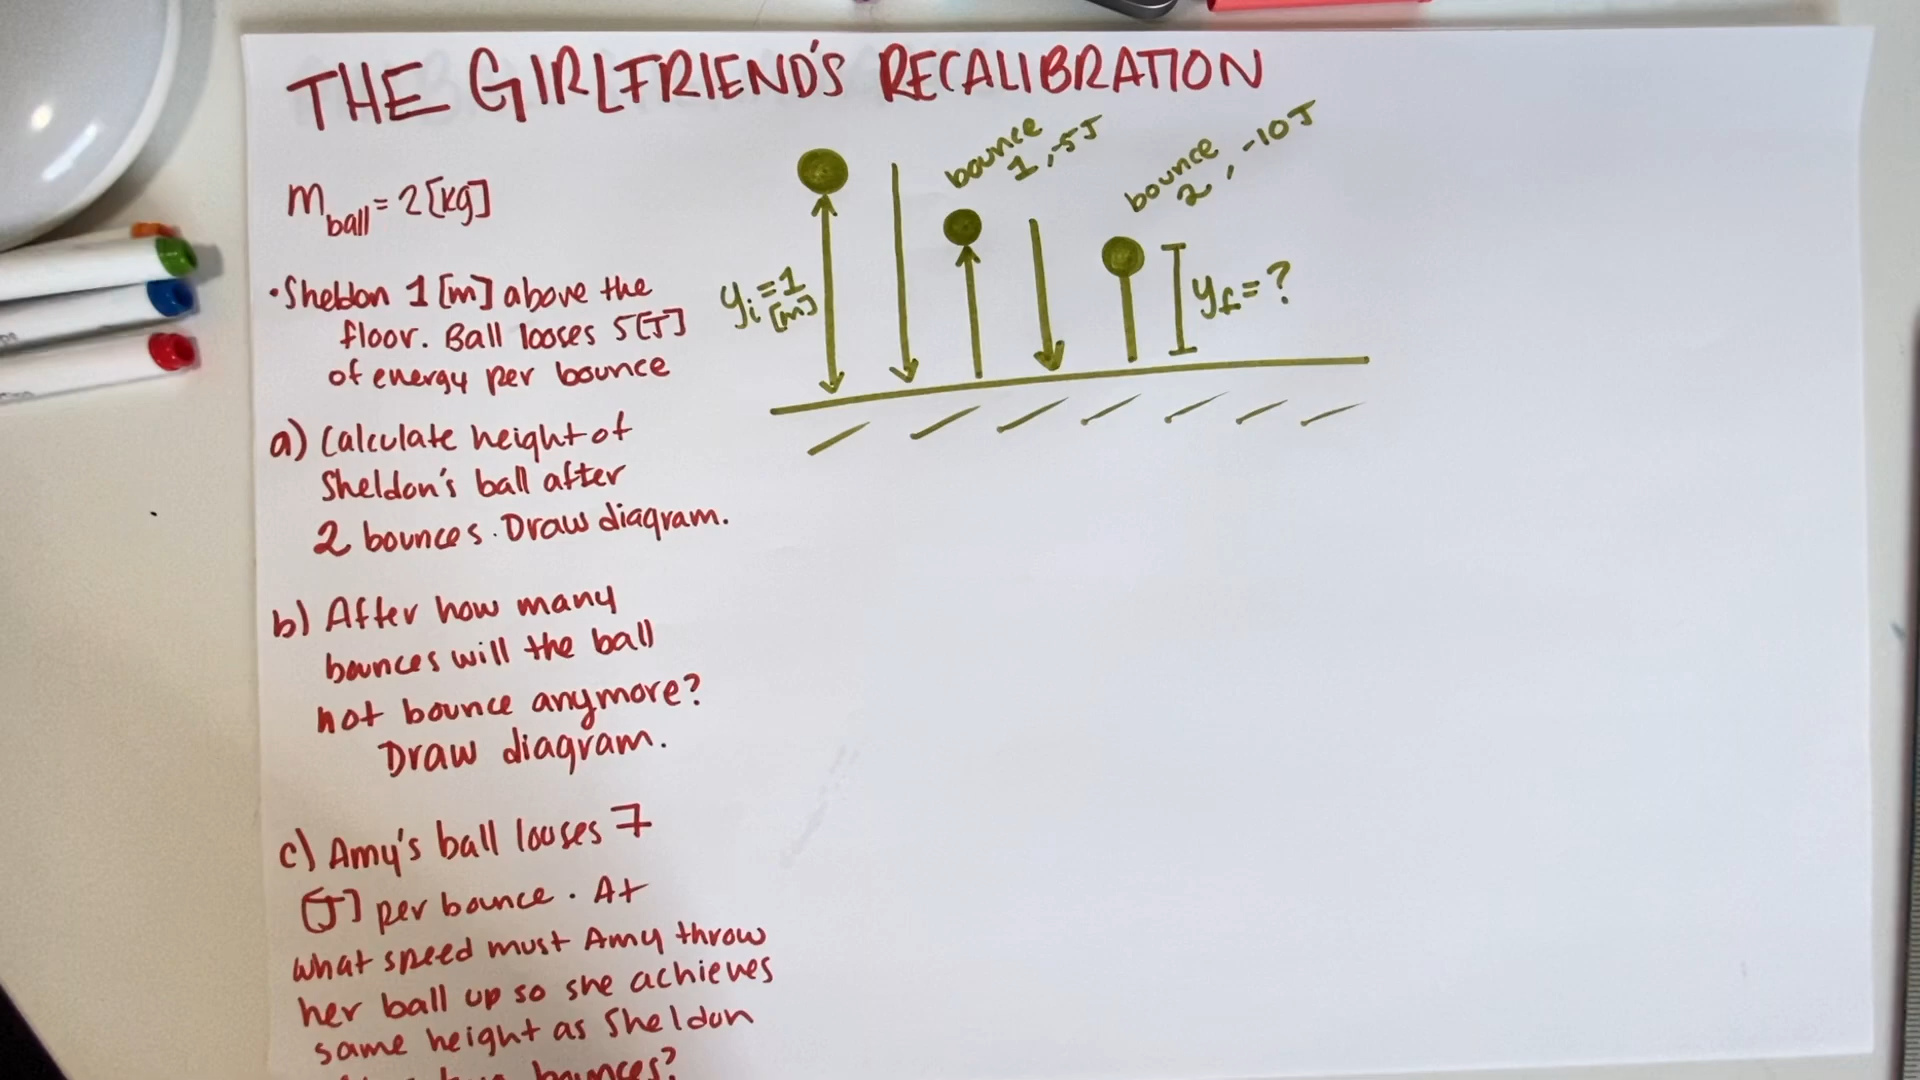 THE GIRLFRIEND'S RECALIBRATION
mball = 2 [kg]
•Sheldon 1 [m] above the
floor. Ball looses 5[J]
of energy per bounce
a) Calculate height of
Sheldon's ball after
2 bounces. Draw diagram.
b) After how many
bounces will the ball
not bounce anymore?
Draw diagram.
c) Amy's ball looses 7
[J] per bounce. At
what speed must Amy throw
her ball up so she achieves
same height as Sheldon
bounces?
bounce
1, -5J
bounce
2, -10J
yi = 1
[m]
yf = ?